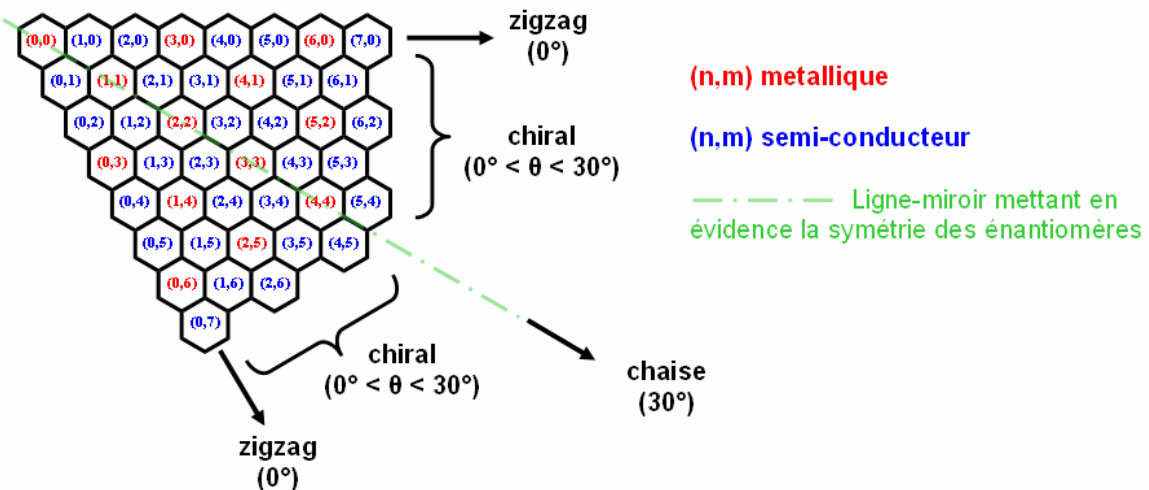 (0,0) (1,0) (2,0) (3,0) (4,0) (5,0) (6,0) (7,0)
(0,1) (1,1) (2,1) (3,1) (4,1) (5,1) (6,1)
(0,2) (1,2) (2,2) (3,2) (4,2) (5,2) (6,2)
(0,3) (1,3) (2,3) (3,3) (4,3) (5,3)
(0,4) (1,4) (2,4) (3,4) (4,4) (5,4)
(0,5) (1,5) (2,5) (3,5) (4,5)
(0,6) (1,6) (2,6)
(0,7)
zigzag
(0°)
chiral
(0° < θ < 30°)
chaise
(30°)
chiral
(0° < θ < 30°)
zigzag
(0°)
(n,m) metallique
(n,m) semi-conducteur
Ligne-miroir mettant en
évidence la symétrie des énantiomères